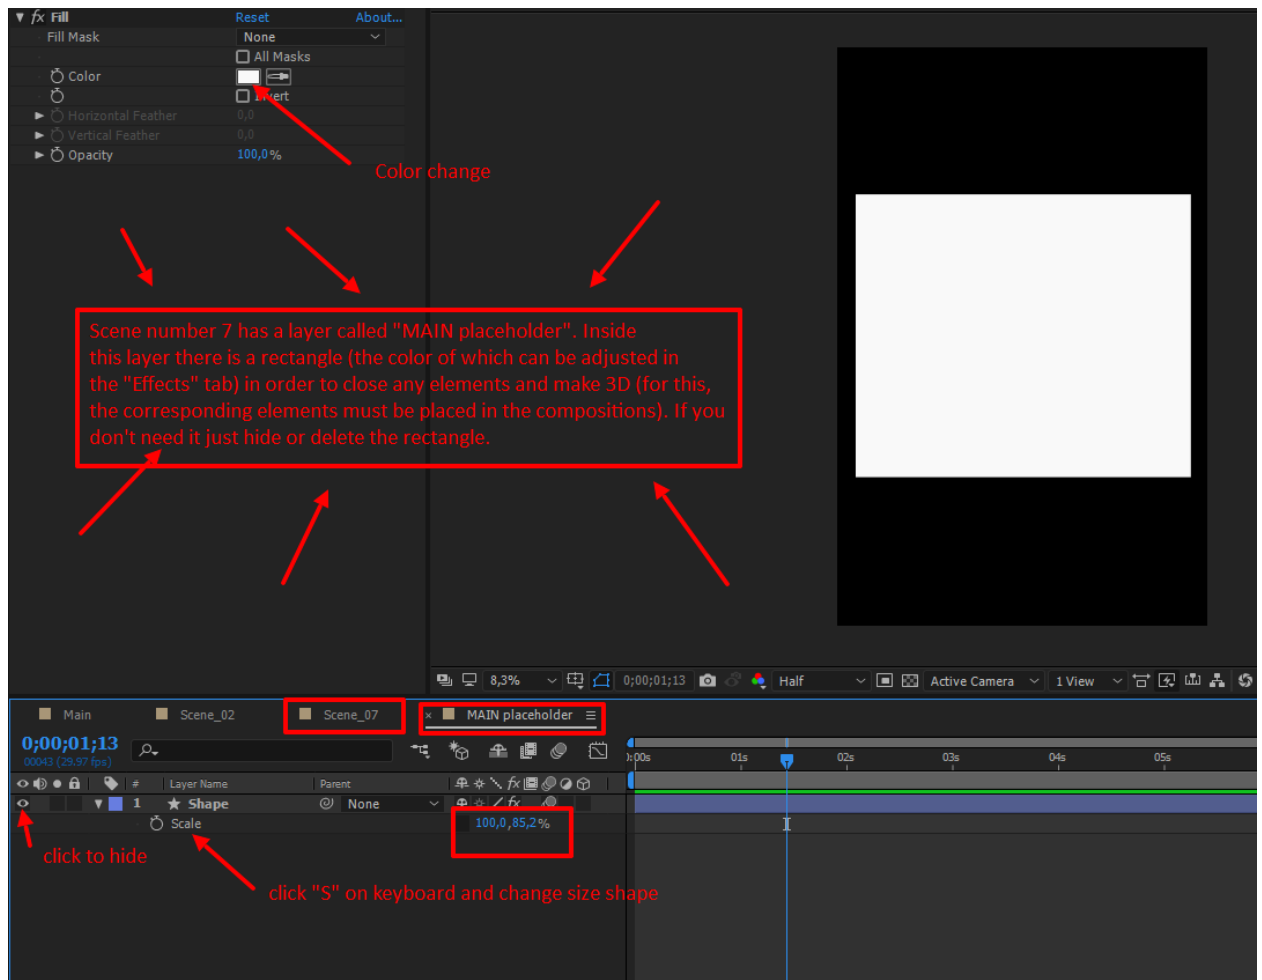 fx Fill Reset About...
Fill Mask None
All Masks
Color
Invert
Horizontal Feather 0,0
Vertical Feather 0,0
Opacity 100,0%
Color change
Scene number 7 has a layer called "MAIN placeholder". Inside
this layer there is a rectangle (the color of which can be adjusted in
the "Effects" tab) in order to close any elements and make 3D (for this,
the corresponding elements must be placed in the compositions). If you
don't need it just hide or delete the rectangle.
8,3% 0;00;01;13 Half Active Camera 1 View
Main Scene_02 Scene_07 × MAIN placeholder
0;00;01;13
00043 (29.97 fps)
):00s 01s 02s 03s 04s 05s
# Layer Name Parent fx
1 Shape None fx
Scale 100,0,85,2%
click to hide
click "S" on keyboard and change size shape